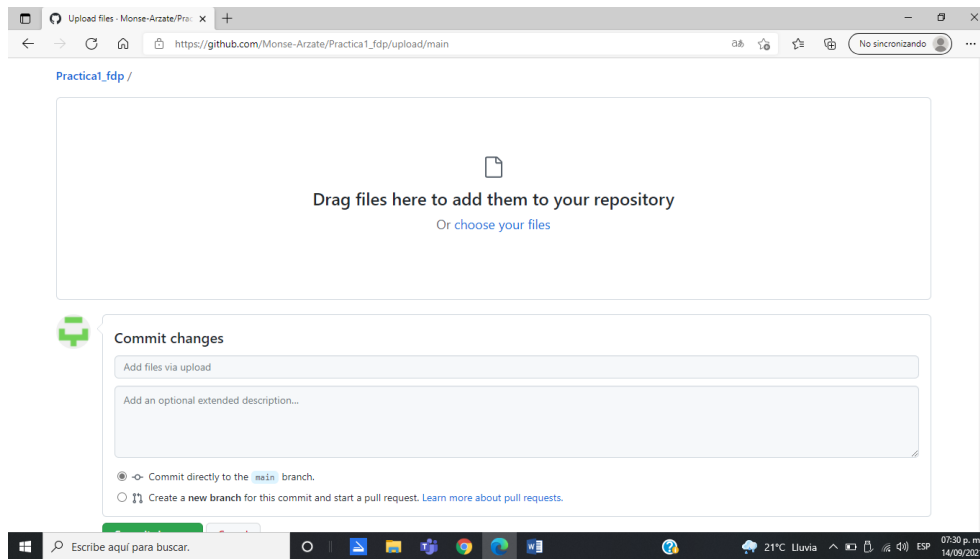 Upload files · Monse-Arzate/Prac
https://github.com/Monse-Arzate/Practica1_fdp/upload/main
No sincronizando
Practica1_fdp /
Drag files here to add them to your repository
Or choose your files
Commit changes
Add files via upload
Add an optional extended description...
Commit directly to the main branch.
Create a new branch for this commit and start a pull request. Learn more about pull requests.
Escribe aquí para buscar.
21°C Lluvia
ESP
07:30 p. m
14/09/202